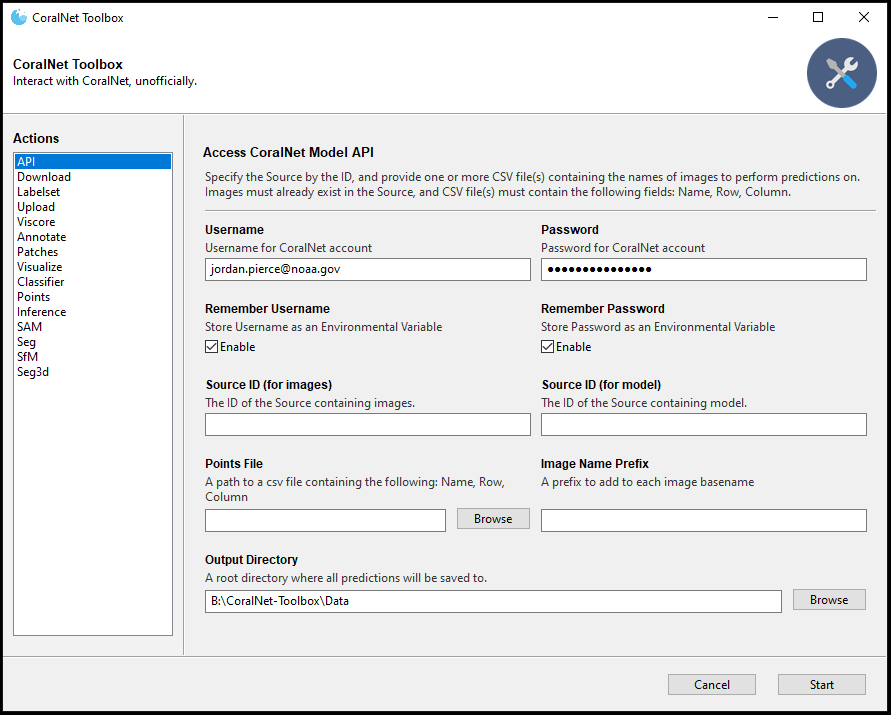 CoralNet Toolbox
CoralNet Toolbox
Interact with CoralNet, unofficially.
Actions
API
Download
Labelset
Upload
Viscore
Annotate
Patches
Visualize
Classifier
Points
Inference
SAM
Seg
SfM
Seg3d
Access CoralNet Model API
Specify the Source by the ID, and provide one or more CSV file(s) containing the names of images to perform predictions on.
Images must already exist in the Source, and CSV file(s) must contain the following fields: Name, Row, Column.
Username
Username for CoralNet account
jordan.pierce@noaa.gov
Password
Password for CoralNet account
●●●●●●●●●●●●●●●
Remember Username
Store Username as an Environmental Variable
Enable
Remember Password
Store Password as an Environmental Variable
Enable
Source ID (for images)
The ID of the Source containing images.
Source ID (for model)
The ID of the Source containing model.
Points File
A path to a csv file containing the following: Name, Row,
Column
Browse
Image Name Prefix
A prefix to add to each image basename
Output Directory
A root directory where all predictions will be saved to.
B:\CoralNet-Toolbox\Data
Browse
Cancel
Start